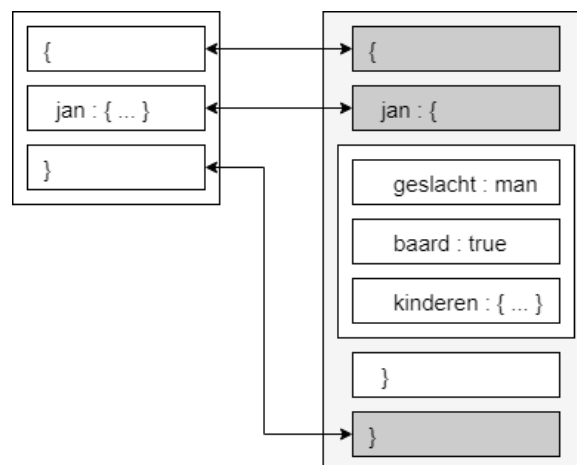 {
jan : { ... }
}
{
jan : {
geslacht : man
baard : true
kinderen : { ... }
}
}